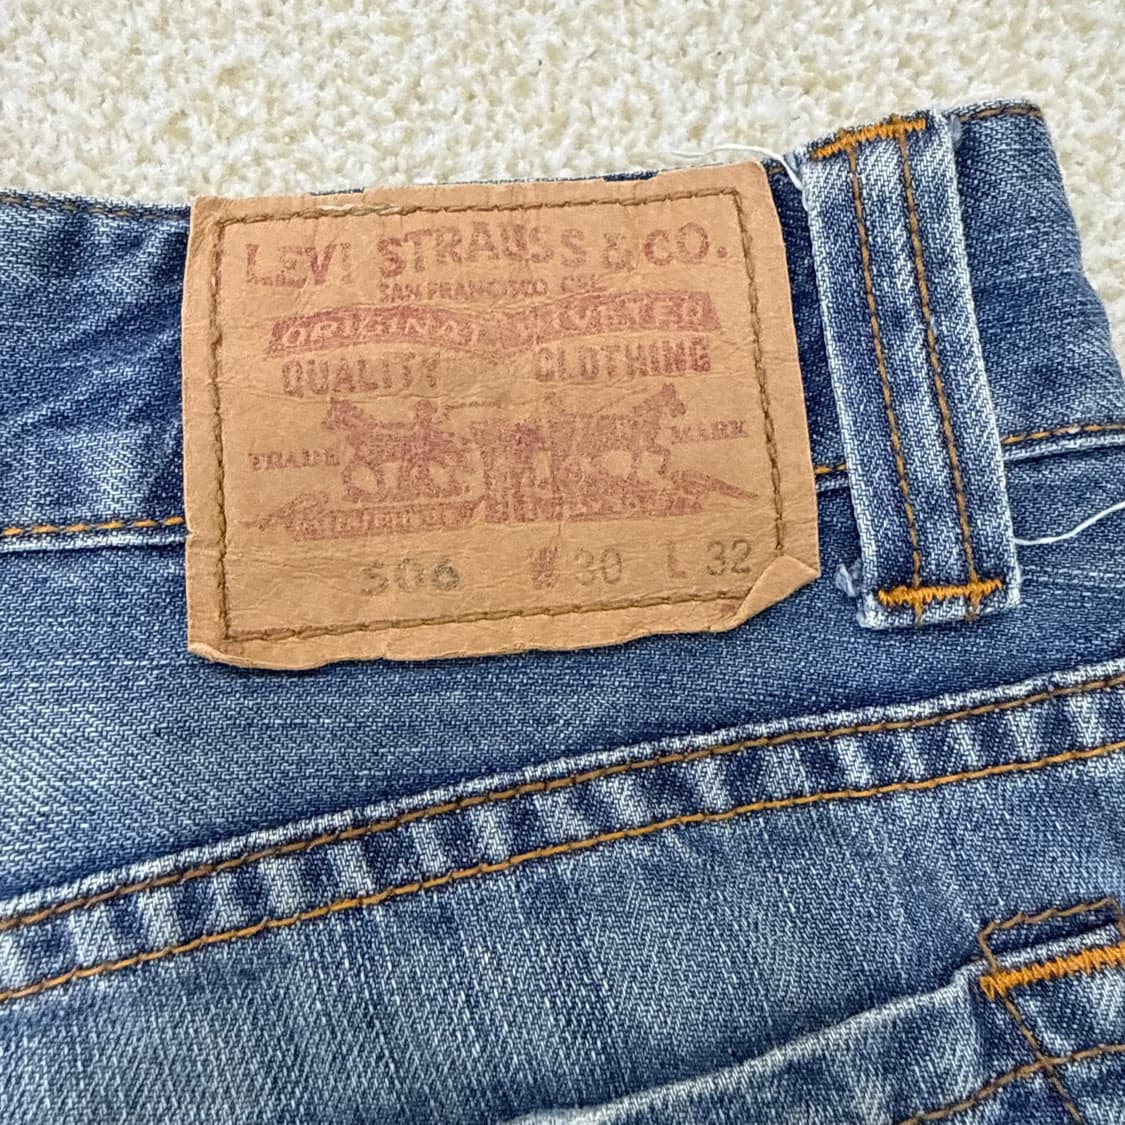 LEVI STRAUSS & CO.
SAN FRANCISCO CAL
ORIGINAL RIVETED
QUALITY CLOTHING
TRADE MARK
506 W 30 L 32